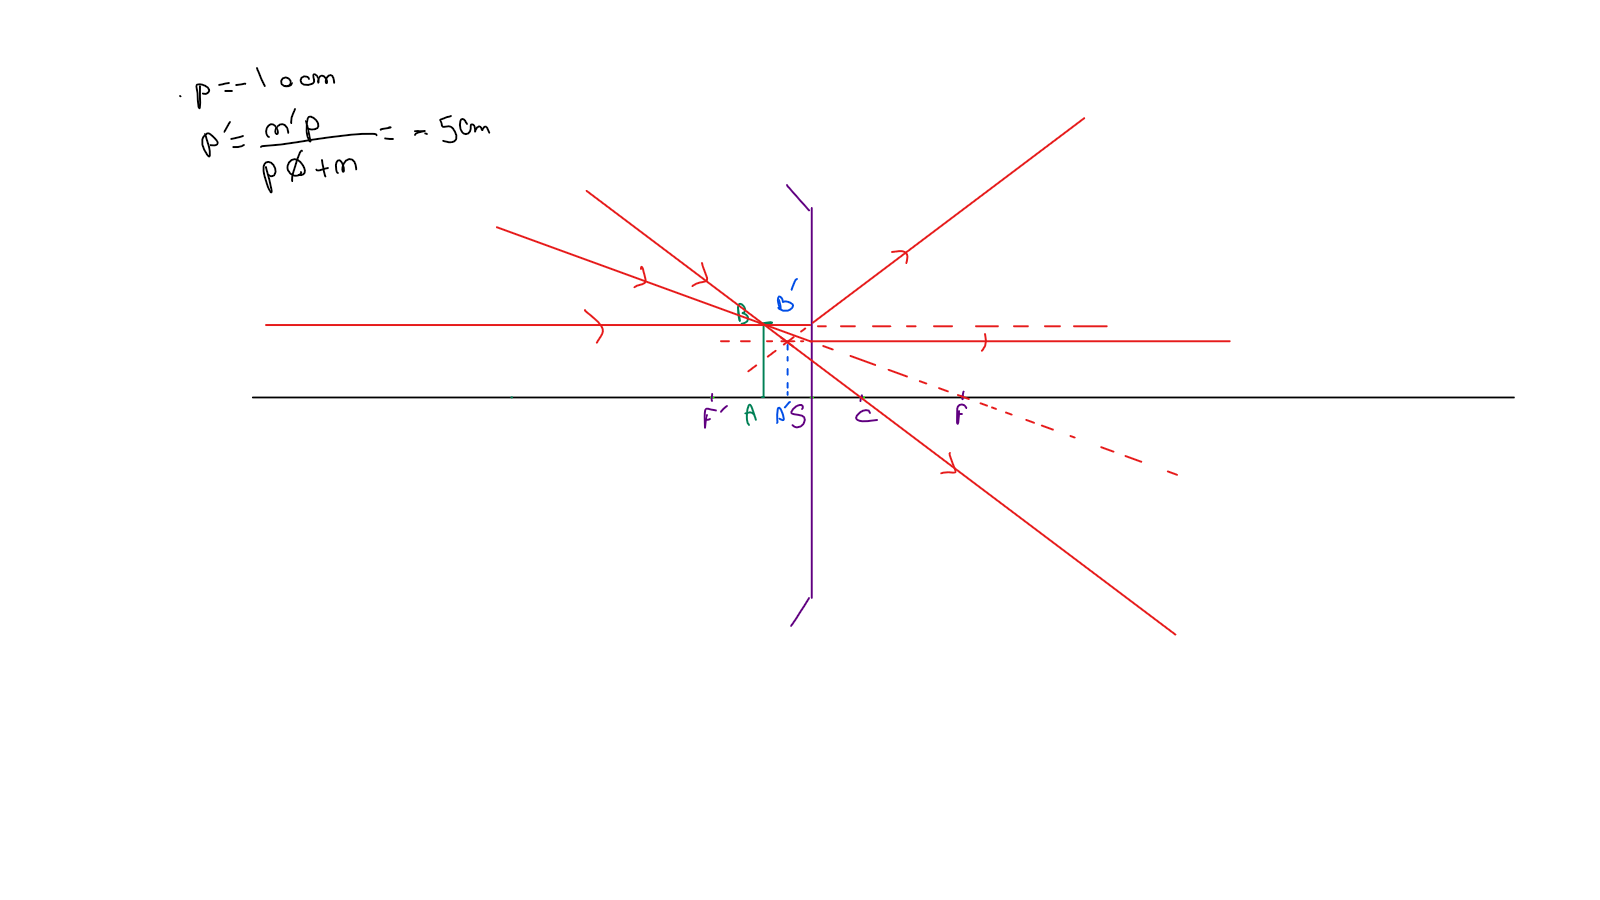 p = -10cm
p' = m'p / pØ+m = -5cm
B B'
F' A A' S C F